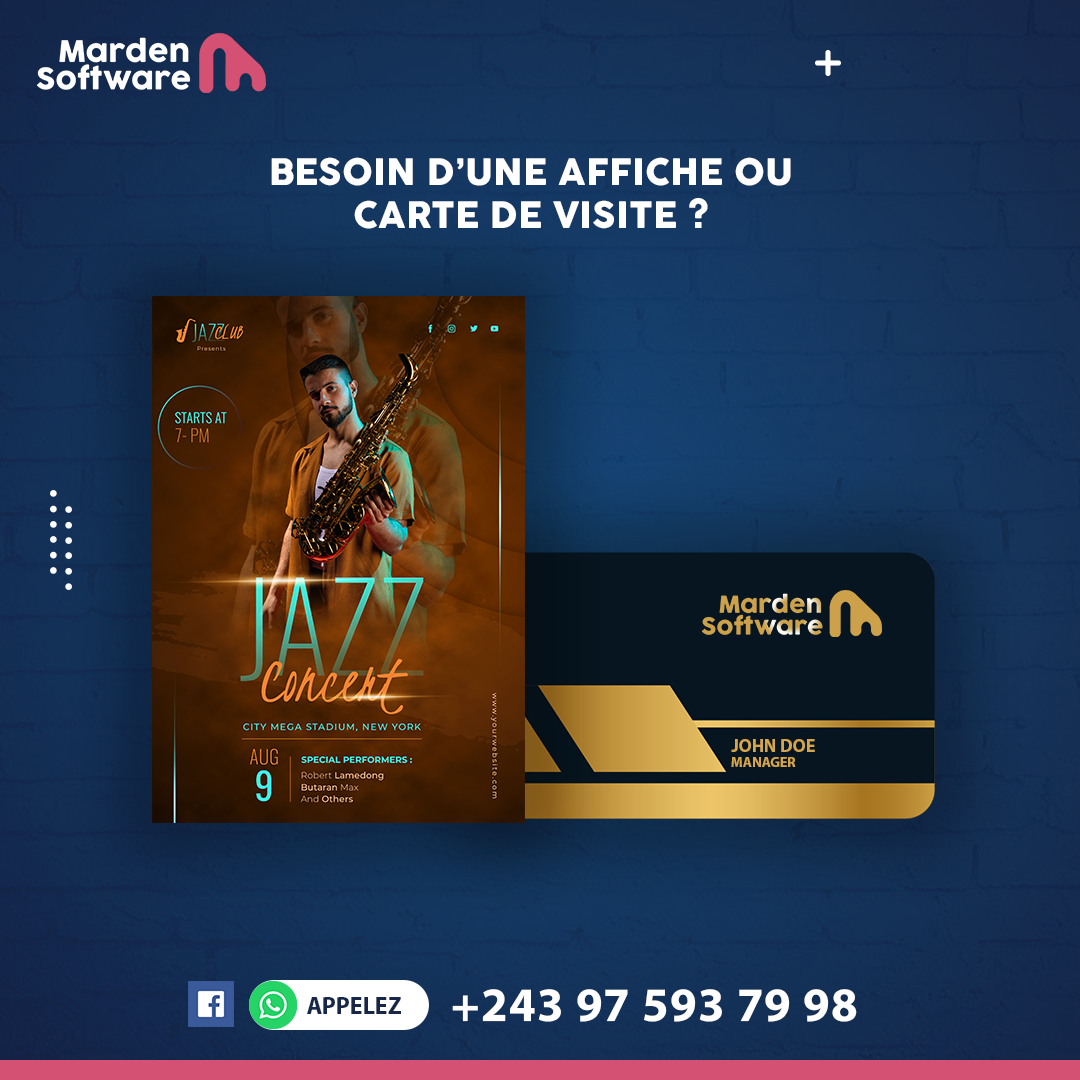 Marden
Software
BESOIN D'UNE AFFICHE OU
CARTE DE VISITE ?
JAZZCLUB
Presents
STARTS AT
7- PM
JAZZ
Concert
CITY MEGA STADIUM, NEW YORK
AUG
9
SPECIAL PERFORMERS :
Robert Lamedong
Butaran Max
And Others
www.yourwebsite.com
Marden
Software
JOHN DOE
MANAGER
APPELEZ
+243 97 593 79 98